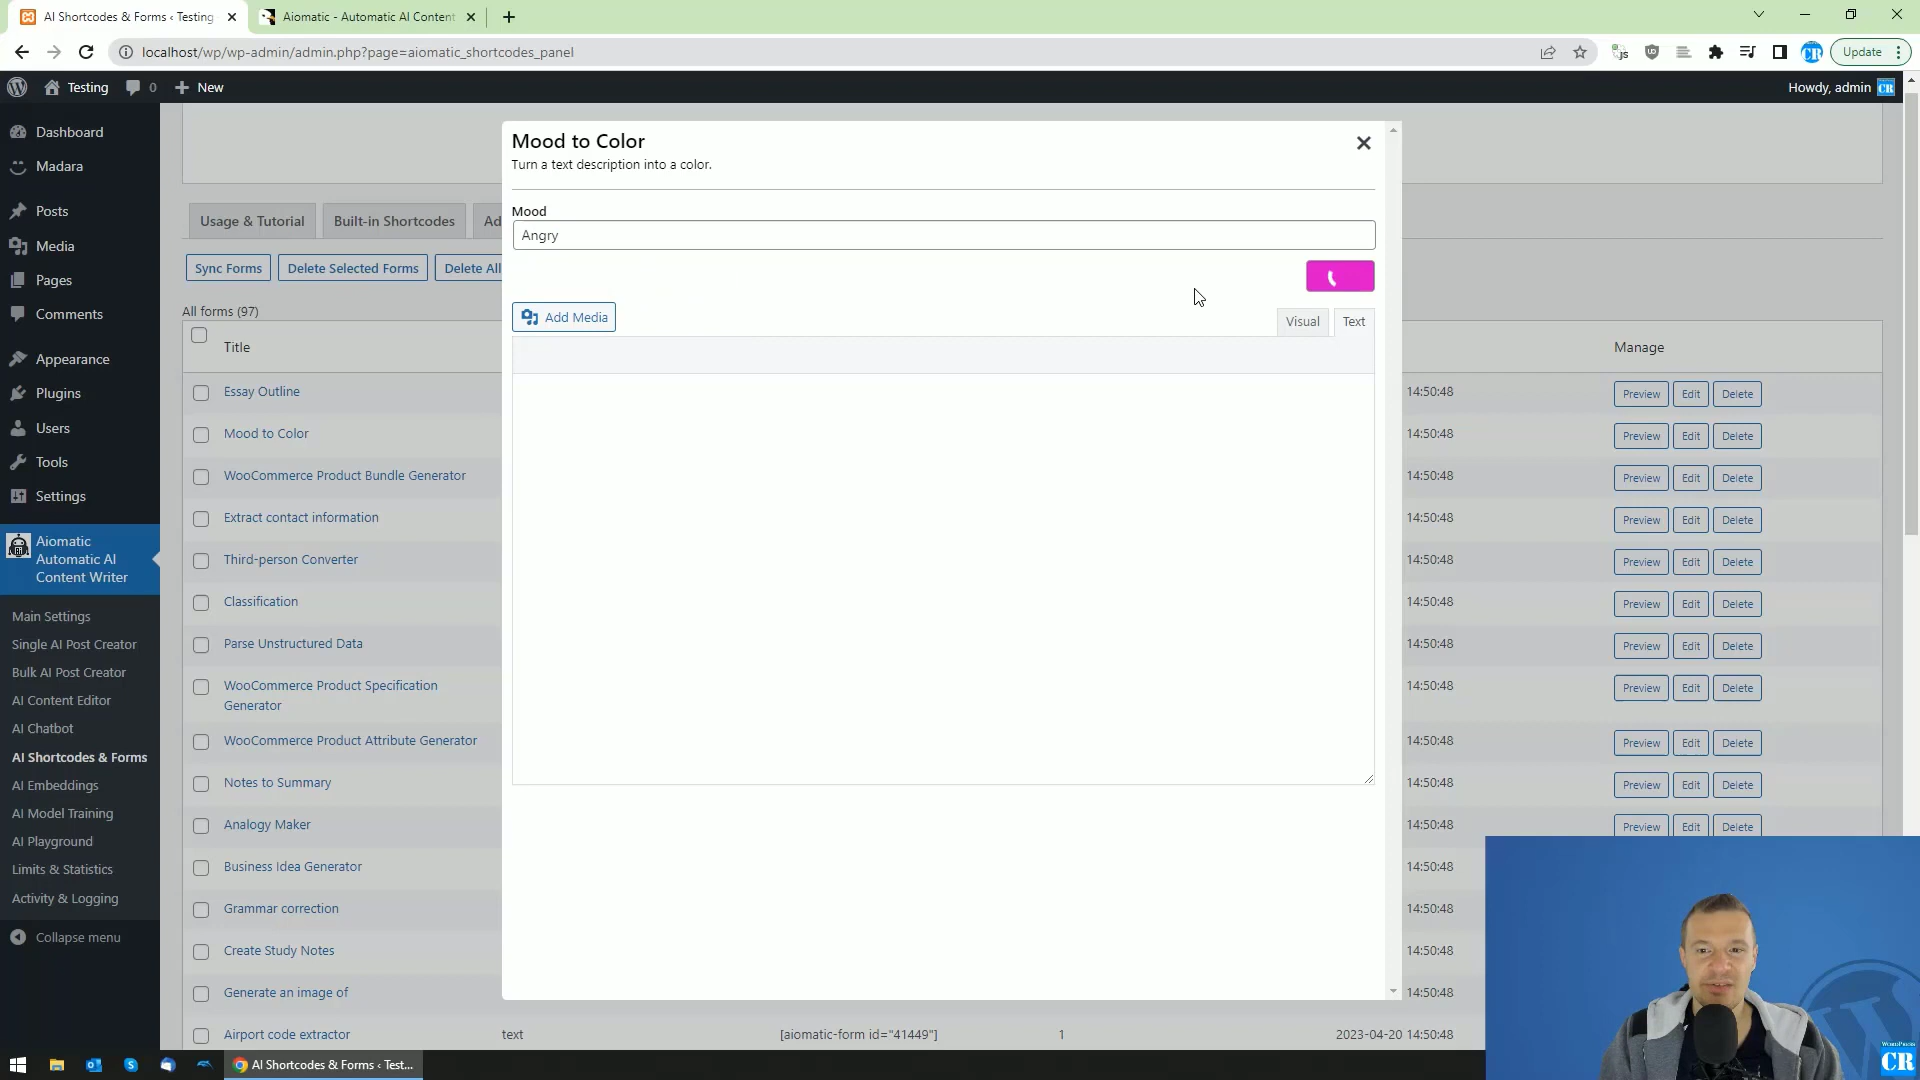 AI Shortcodes & Forms ‹ Testing
Aiomatic - Automatic AI Content
localhost/wp/wp-admin/admin.php?page=aiomatic_shortcodes_panel
Update
Testing
0
New
Howdy, admin
CR
Dashboard
Madara
Posts
Media
Pages
Comments
Appearance
Plugins
Users
Tools
Settings
Aiomatic
Automatic AI
Content Writer
Main Settings
Single AI Post Creator
Bulk AI Post Creator
AI Content Editor
AI Chatbot
AI Shortcodes & Forms
AI Embeddings
AI Model Training
AI Playground
Limits & Statistics
Activity & Logging
Collapse menu
Usage & Tutorial
Built-in Shortcodes
Ad
Sync Forms
Delete Selected Forms
Delete All
All forms (97)
Title
Manage
Essay Outline
14:50:48
Preview
Edit
Delete
Mood to Color
14:50:48
Preview
Edit
Delete
WooCommerce Product Bundle Generator
14:50:48
Preview
Edit
Delete
Extract contact information
14:50:48
Preview
Edit
Delete
Third-person Converter
14:50:48
Preview
Edit
Delete
Classification
14:50:48
Preview
Edit
Delete
Parse Unstructured Data
14:50:48
Preview
Edit
Delete
WooCommerce Product Specification
Generator
14:50:48
Preview
Edit
Delete
WooCommerce Product Attribute Generator
14:50:48
Preview
Edit
Delete
Notes to Summary
14:50:48
Preview
Edit
Delete
Analogy Maker
14:50:48
Preview
Edit
Delete
Business Idea Generator
14:50:48
Grammar correction
14:50:48
Create Study Notes
14:50:48
Generate an image of
14:50:48
Airport code extractor
text
[aiomatic-form id="41449"]
1
2023-04-20 14:50:48
Mood to Color
Turn a text description into a color.
Mood
Angry
Add Media
Visual
Text
AI Shortcodes & Forms ‹ Test...
WORDPRESS
CR